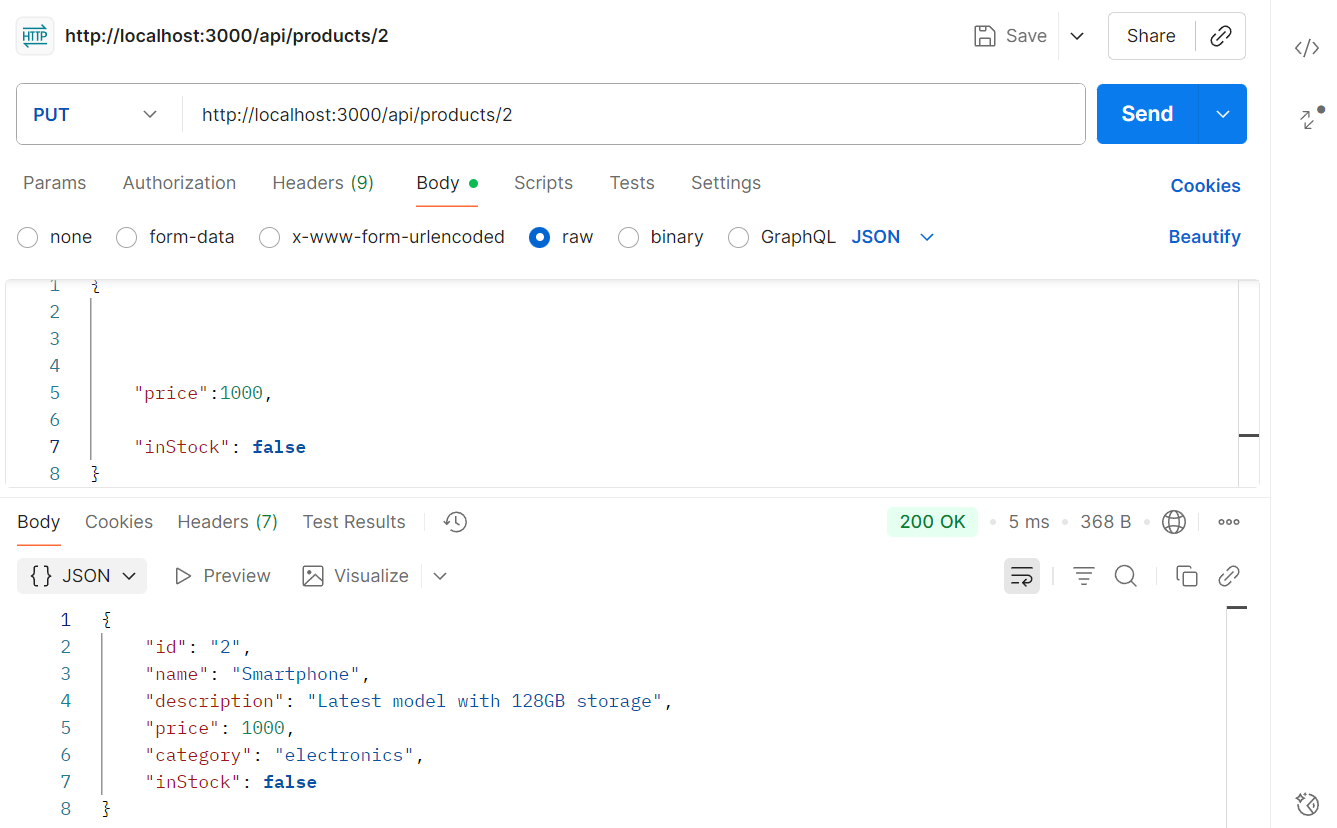 HTTP http://localhost:3000/api/products/2 Save Share
PUT http://localhost:3000/api/products/2 Send
Params Authorization Headers (9) Body Scripts Tests Settings Cookies
none form-data x-www-form-urlencoded raw binary GraphQL JSON Beautify
1 {
2
3
4
5 "price":1000,
6
7 "inStock": false
8 }
Body Cookies Headers (7) Test Results 200 OK 5 ms 368 B
{} JSON Preview Visualize
1 {
2 "id": "2",
3 "name": "Smartphone",
4 "description": "Latest model with 128GB storage",
5 "price": 1000,
6 "category": "electronics",
7 "inStock": false
8 }